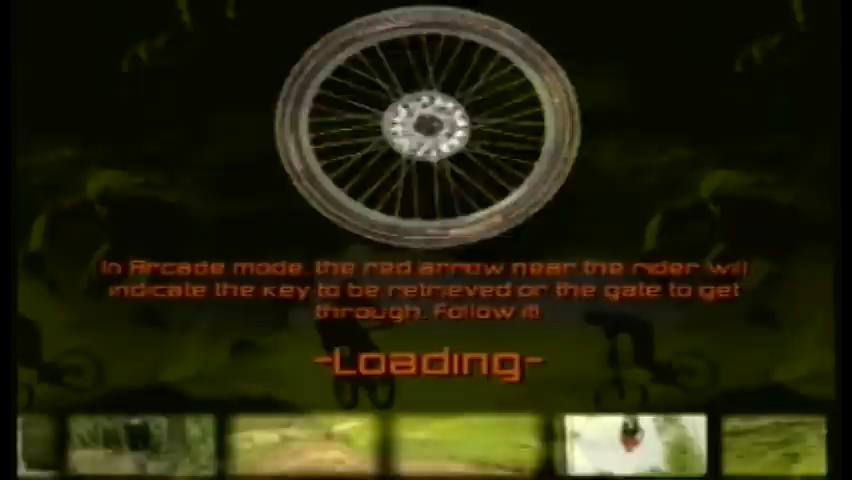 In Arcade mode, the red arrow near the rider will
indicate the key to be retrieved or the gate to get
through. Follow it!
-Loading-